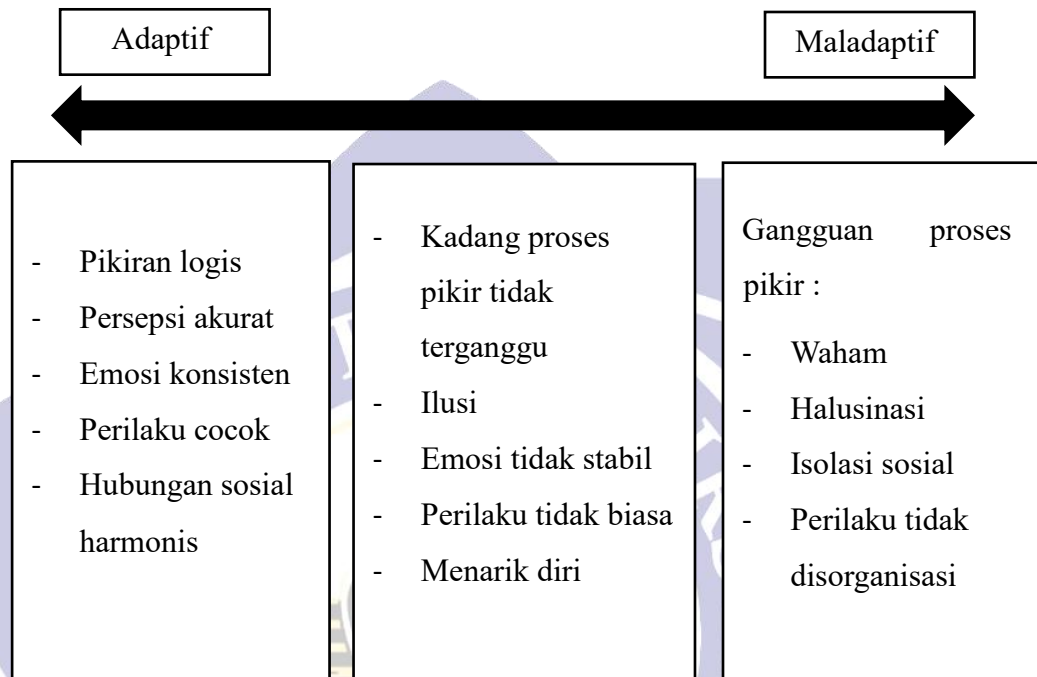 Adaptif
Maladaptif
- Pikiran logis
- Persepsi akurat
- Emosi konsisten
- Perilaku cocok
- Hubungan sosial
harmonis
- Kadang proses
pikir tidak
terganggu
- Ilusi
- Emosi tidak stabil
- Perilaku tidak biasa
- Menarik diri
Gangguan proses
pikir :
- Waham
- Halusinasi
- Isolasi sosial
- Perilaku tidak
disorganisasi